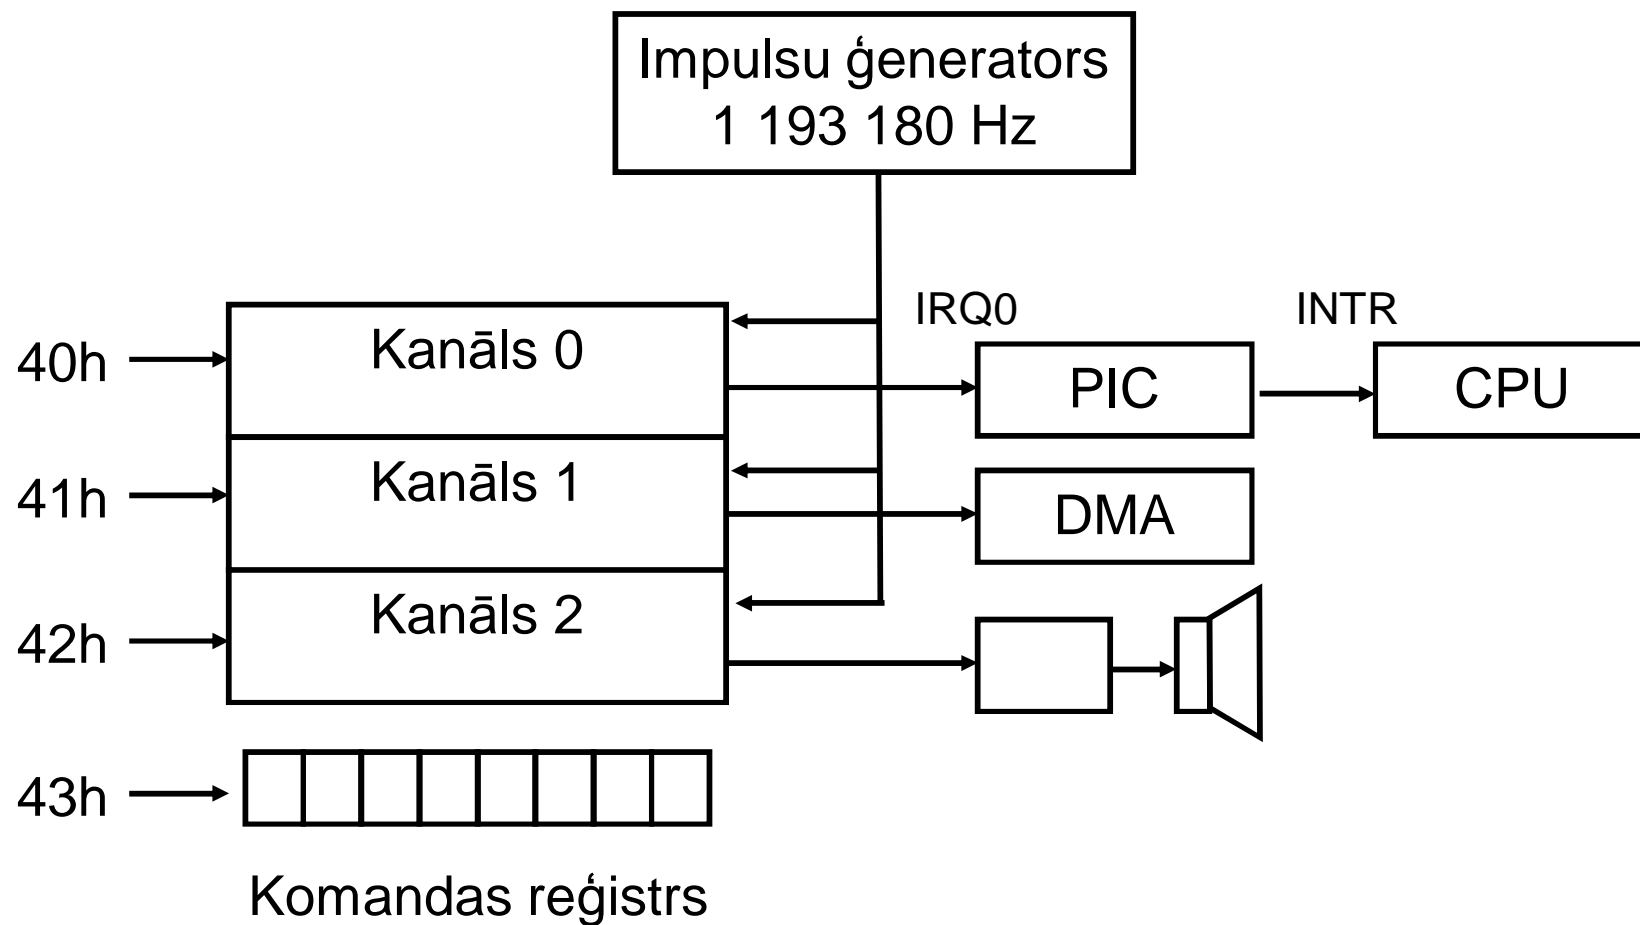 Impulsu ģenerators
1 193 180 Hz
IRQ0
INTR
40h
Kanāls 0
PIC
CPU
41h
Kanāls 1
DMA
42h
Kanāls 2
43h
Komandas reģistrs